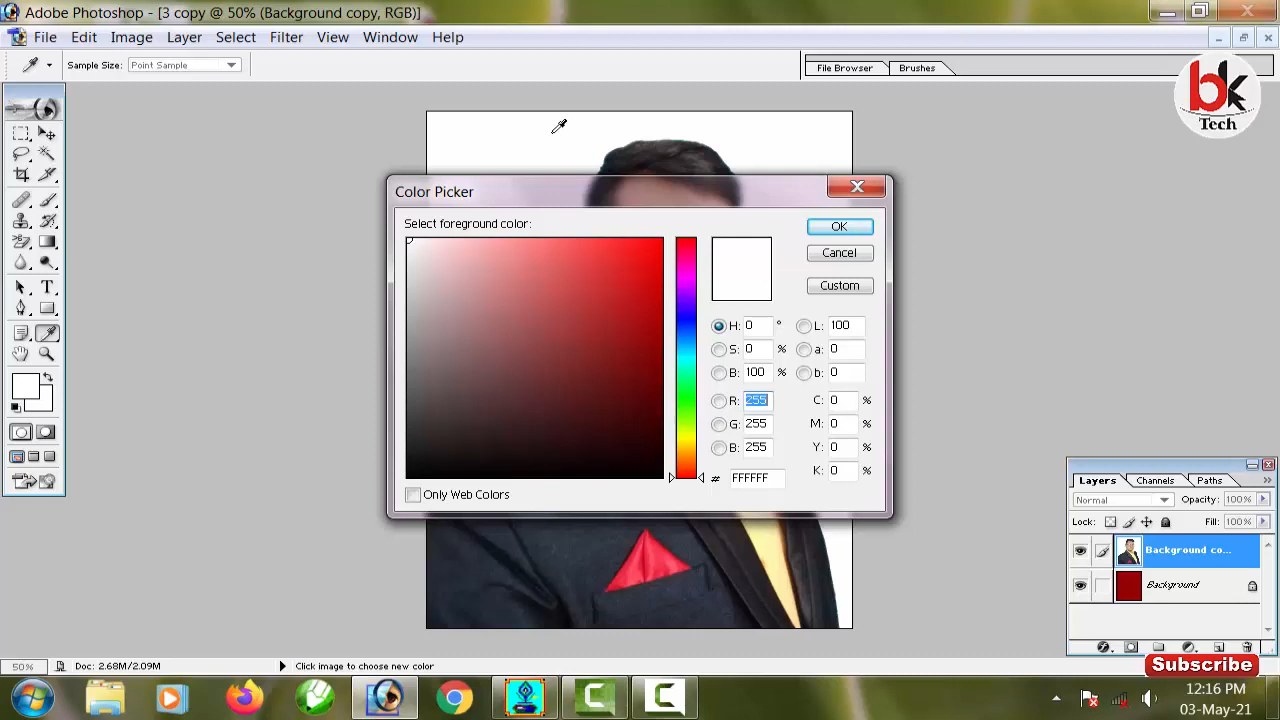 Adobe Photoshop - [3 copy @ 50% (Background copy, RGB)]
File Edit Image Layer Select Filter View Window Help
Sample Size: Point Sample
File Browser Brushes
bk
Tech
Color Picker
Select foreground color:
OK
Cancel
Custom
H: 0 ° L: 100
S: 0 % a: 0
B: 100 % b: 0
R: 255 C: 0 %
G: 255 M: 0 %
B: 255 Y: 0 %
# FFFFFF K: 0 %
Only Web Colors
T
Layers Channels Paths
Normal Opacity: 100%
Lock: Fill: 100%
Background co...
Background
50% Doc: 2.68M/2.09M Click image to choose new color
Subscribe
12:16 PM
03-May-21